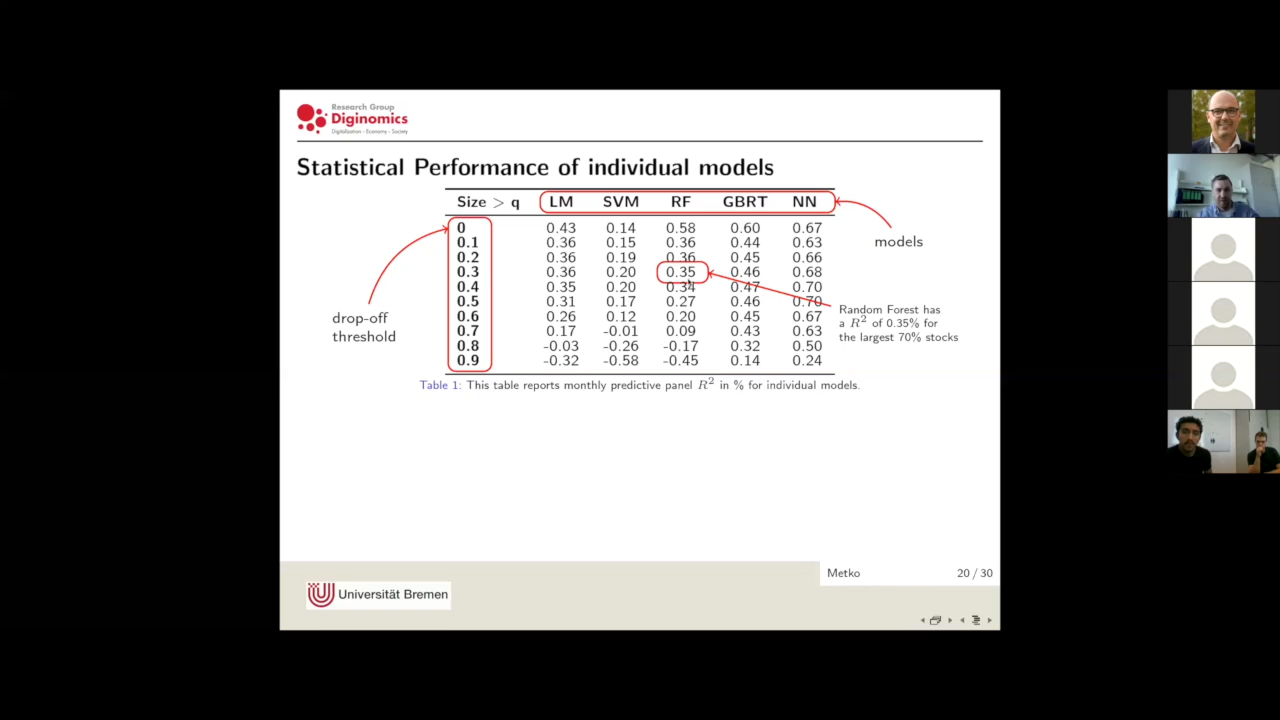 Research Group
Diginomics
Digitalization - Economy - Society
Statistical Performance of individual models
Size > q LM SVM RF GBRT NN
0 0.43 0.14 0.58 0.60 0.67
0.1 0.36 0.15 0.36 0.44 0.63
0.2 0.36 0.19 0.36 0.45 0.66
0.3 0.36 0.20 0.35 0.46 0.68
0.4 0.35 0.20 0.34 0.47 0.70
0.5 0.31 0.17 0.27 0.46 0.70
0.6 0.26 0.12 0.20 0.45 0.67
0.7 0.17 -0.01 0.09 0.43 0.63
0.8 -0.03 -0.26 -0.17 0.32 0.50
0.9 -0.32 -0.58 -0.45 0.14 0.24
models
drop-off
threshold
Random Forest has
a R² of 0.35% for
the largest 70% stocks
Table 1: This table reports monthly predictive panel R² in % for individual models.
Metko 20 / 30
Universität Bremen